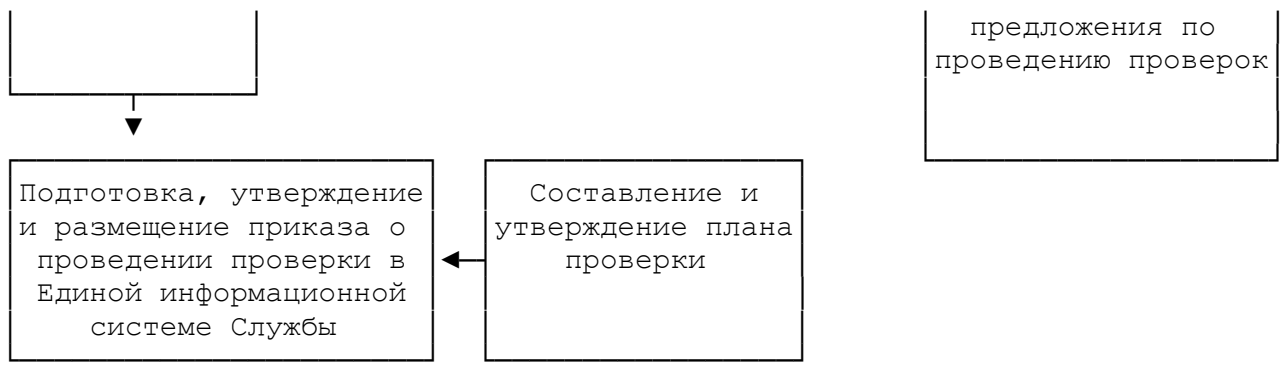 предложения по
проведению проверок
Подготовка, утверждение
и размещение приказа о
проведении проверки в
Единой информационной
системе Службы
Составление и
утверждение плана
проверки